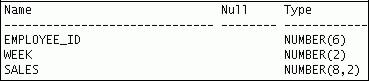 Name Null Type
------------------------- -------- -------------
EMPLOYEE_ID NUMBER(6)
WEEK NUMBER(2)
SALES NUMBER(8,2)